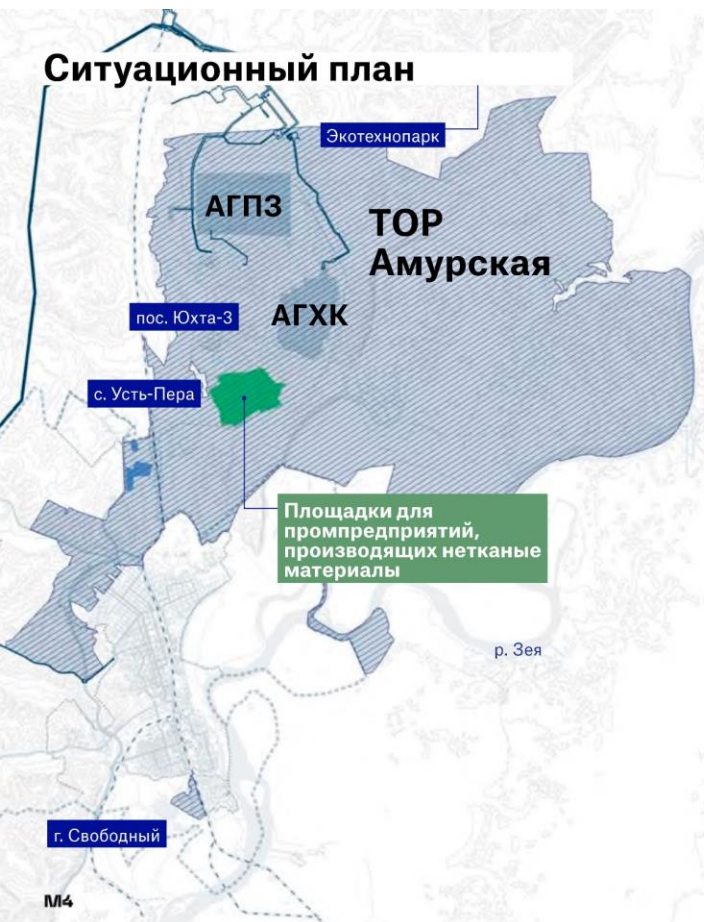 Ситуационный план
Экотехнопарк
АГПЗ
ТОР
Амурская
пос. Юхта-3
АГХК
с. Усть-Пера
Площадки для
промпредприятий,
производящих нетканые
материалы
р. Зея
г. Свободный
М4